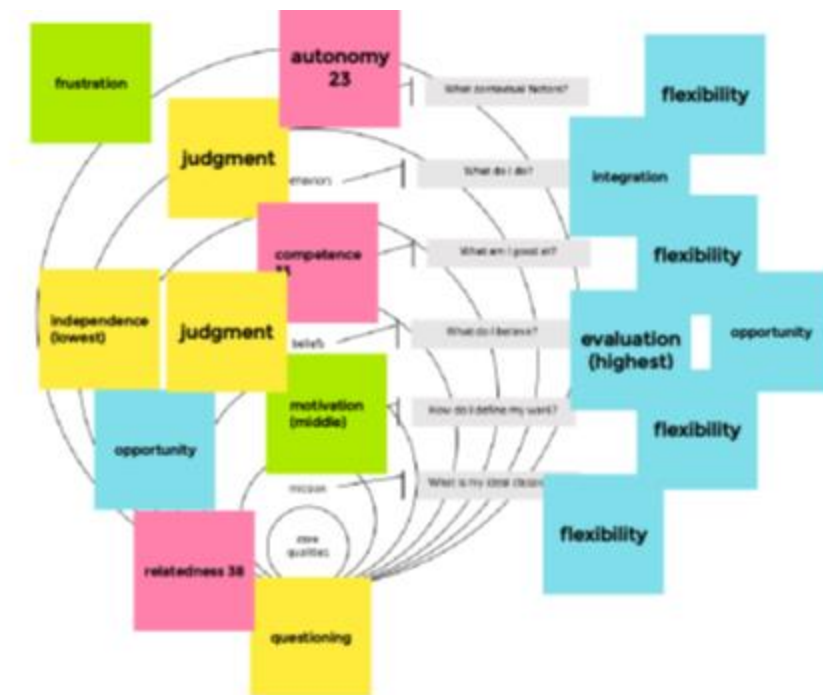 autonomy
23
frustration
flexibility
What contextual factors?
judgment
What do I do?
integration
competence
What am I good at?
flexibility
independence
(lowest)
judgment
beliefs
What do I believe?
evaluation
(highest)
opportunity
motivation
(middle)
How do I define my work?
flexibility
opportunity
mission
What is my ideal
core
qualities
flexibility
relatedness 38
questioning